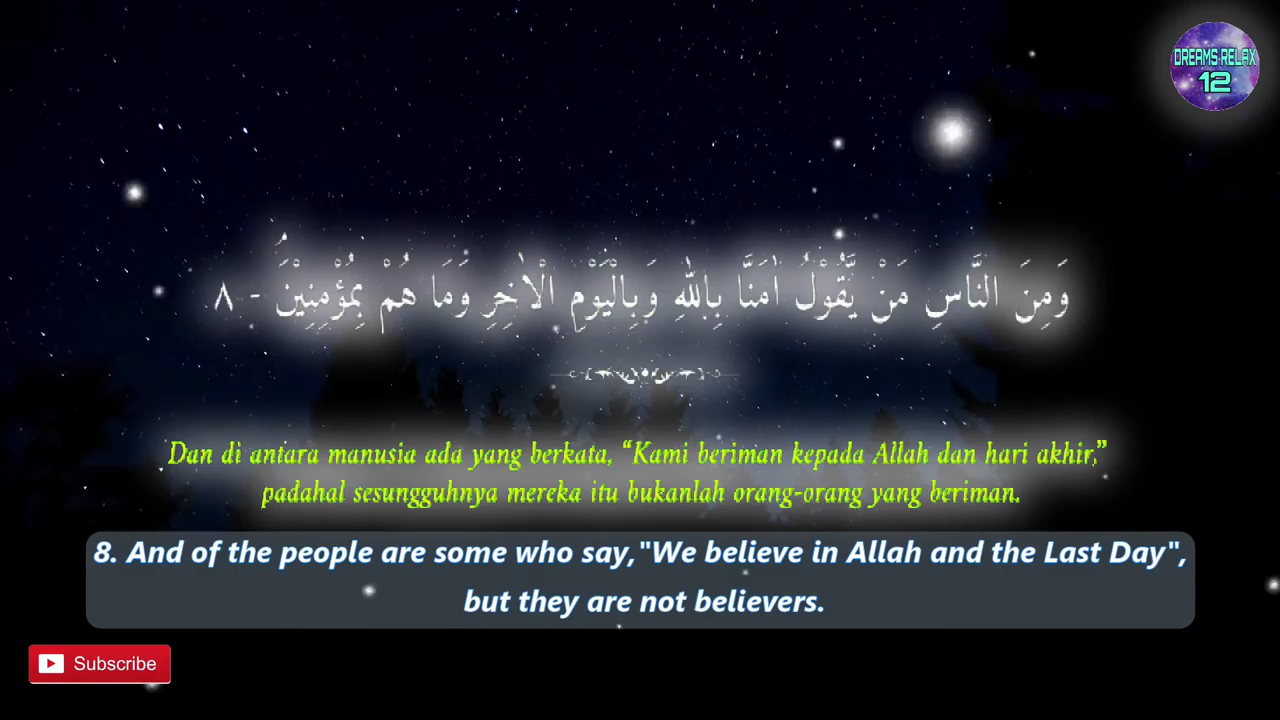 DREAMS RELAX
12
وَمِنَ النَّاسِ مَنْ يَّقُوْلُ اٰمَنَّا بِاللّٰهِ وَبِالْيَوْمِ الْاٰخِرِ وَمَا هُمْ بِمُؤْمِنِيْنَۘ - ٨
Dan di antara manusia ada yang berkata, “Kami beriman kepada Allah dan hari akhir,”
padahal sesungguhnya mereka itu bukanlah orang-orang yang beriman.
8. And of the people are some who say,"We believe in Allah and the Last Day",
but they are not believers.
Subscribe